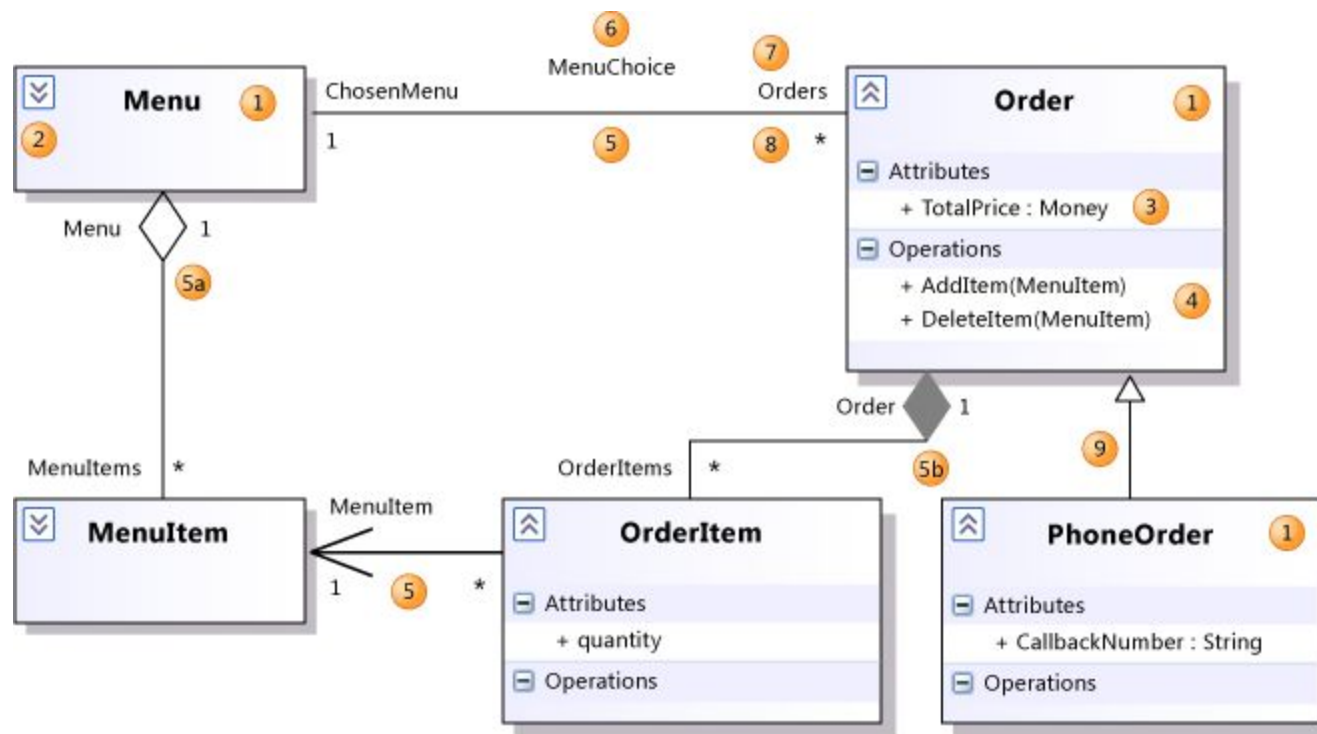 6
7
MenuChoice
Menu 1
ChosenMenu
Orders
Order 1
2
1
5
8
*
Attributes
+ TotalPrice : Money 3
Menu
1
Operations
5a
+ AddItem(MenuItem)
4
+ DeleteItem(MenuItem)
Order
1
9
MenuItems
*
OrderItems
*
5b
MenuItem
MenuItem
OrderItem
PhoneOrder 1
1
5
*
Attributes
+ quantity
Operations
Attributes
+ CallbackNumber : String
Operations